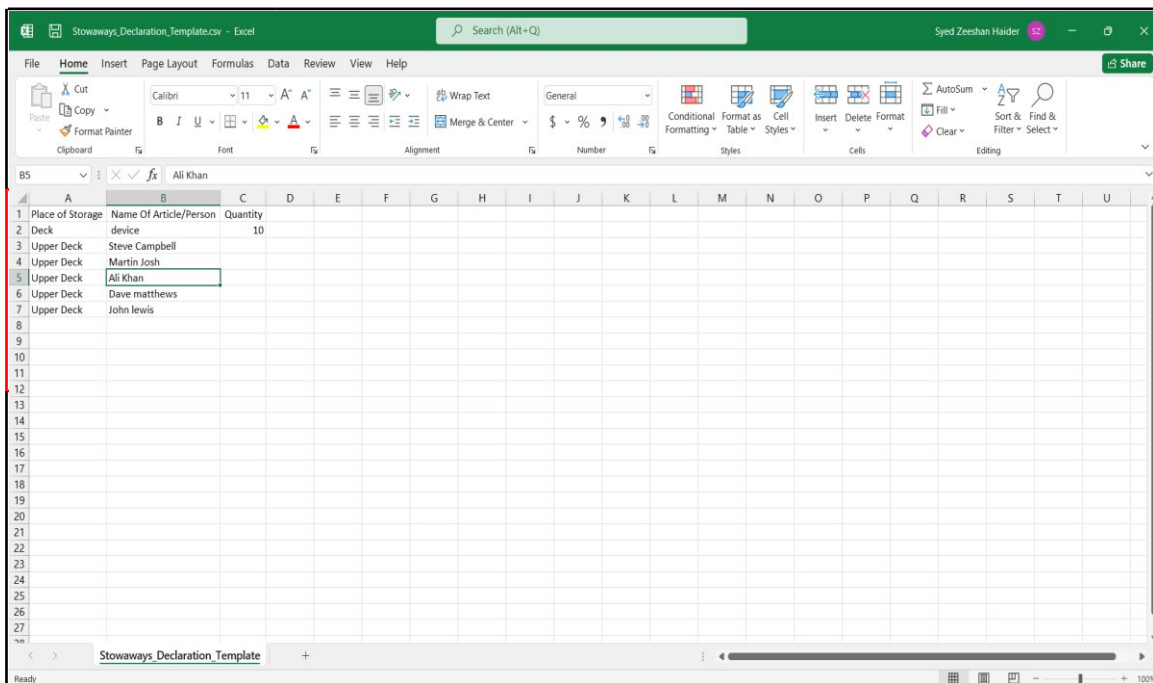 Stowaways_Declaration_Template.csv - Excel
Search (Alt+Q)
Syed Zeeshan Haider SZ
File Home Insert Page Layout Formulas Data Review View Help
Share
Paste
Cut
Copy
Format Painter
Clipboard
Calibri 11 A^ A˅
B I U A
Font
Wrap Text
Merge & Center
Alignment
General
$ % 9 .00 .00
Number
Conditional Formatting
Format as Table
Cell Styles
Styles
Insert Delete Format
Cells
AutoSum
Fill
Clear
Sort & Filter
Find & Select
Editing
B5 fx Ali Khan
A B C D E F G H I J K L M N O P Q R S T U
1 Place of Storage Name Of Article/Person Quantity
2 Deck device 10
3 Upper Deck Steve Campbell
4 Upper Deck Martin Josh
5 Upper Deck Ali Khan
6 Upper Deck Dave matthews
7 Upper Deck John lewis
8
9
10
11
12
13
14
15
16
17
18
19
20
21
22
23
24
25
26
27
Stowaways_Declaration_Template +
Ready
- + 100%